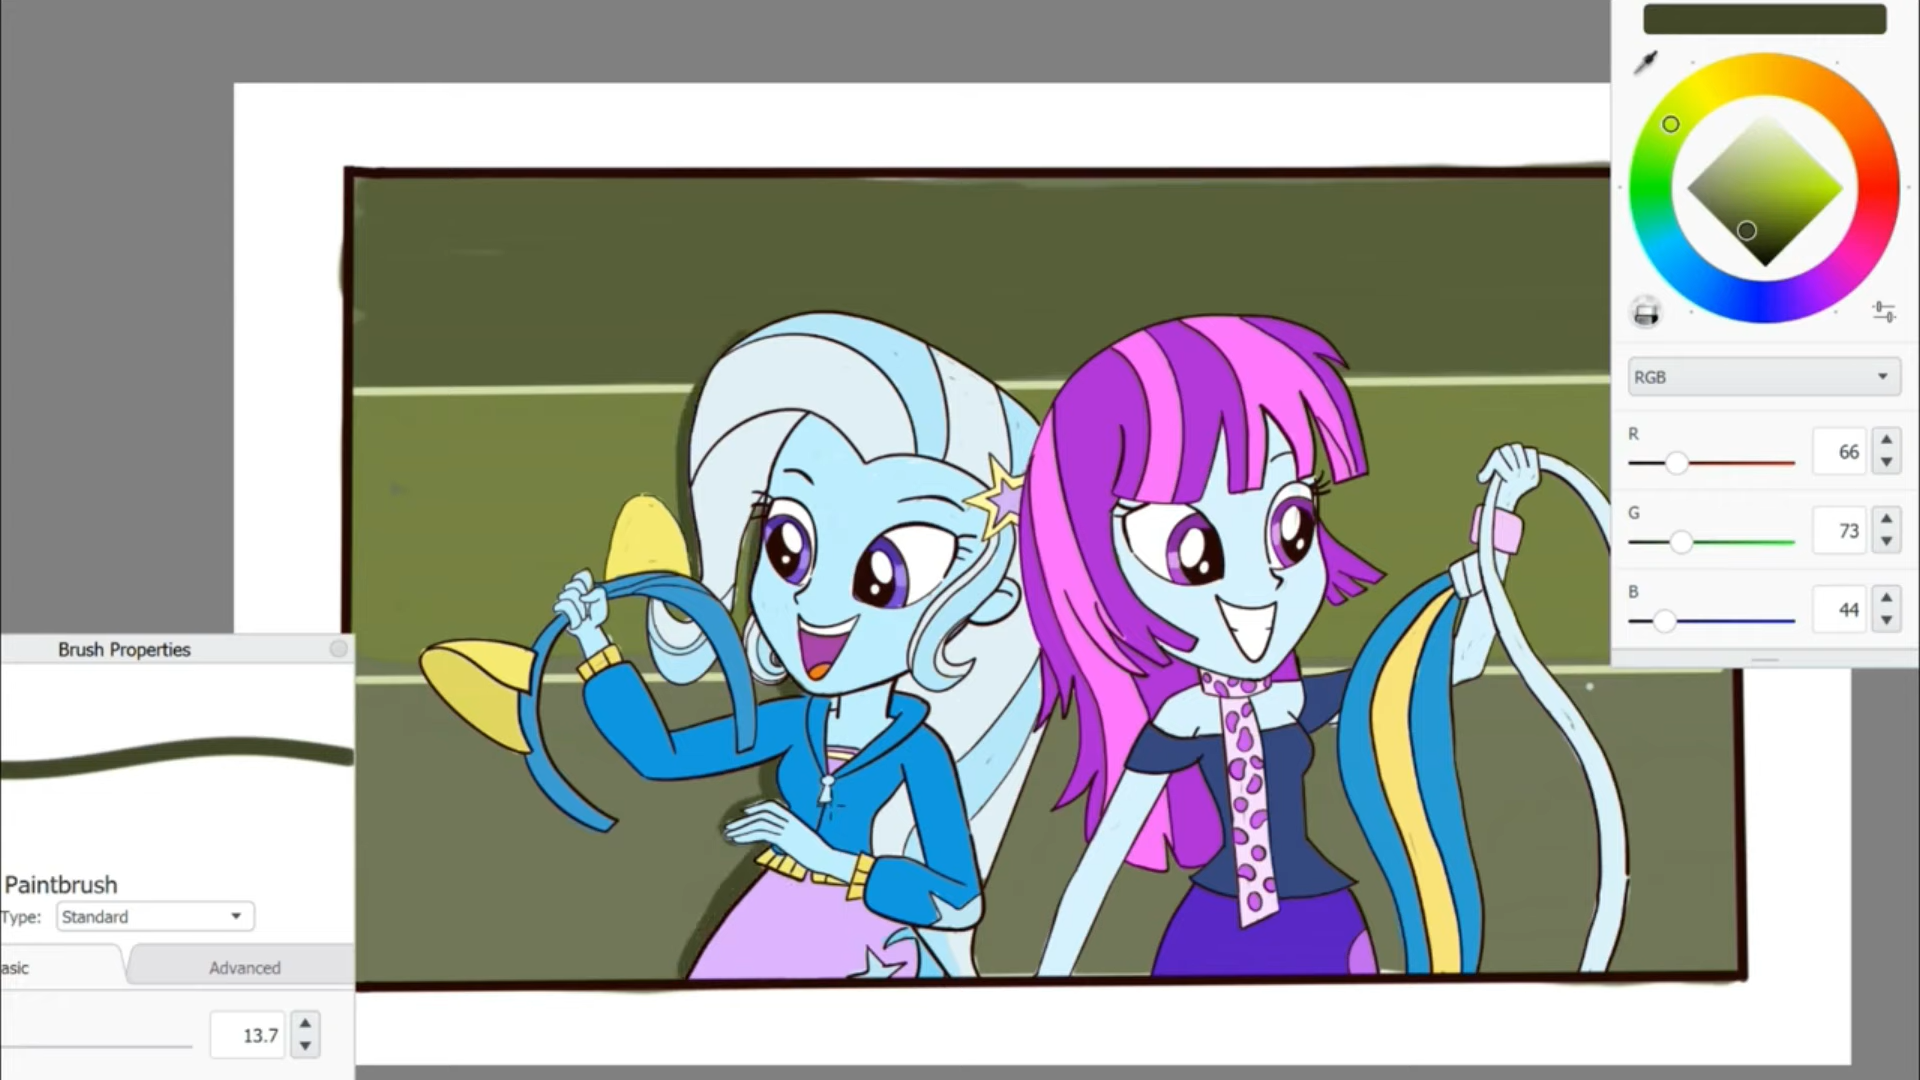 RGB
R
66
G
73
B
44
Brush Properties
Paintbrush
Type: Standard
asic
Advanced
13.7